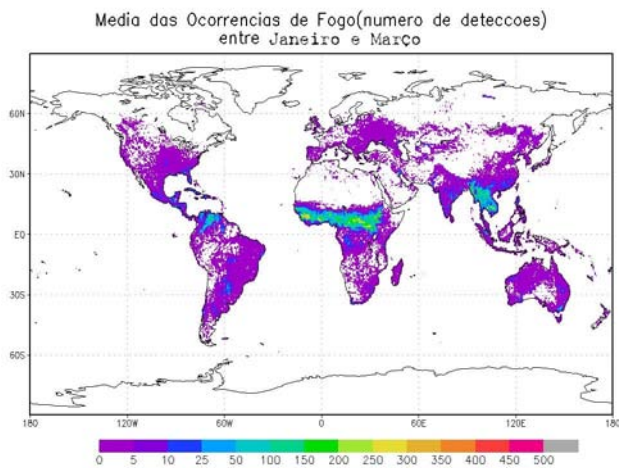 Media das Ocorrencias de Fogo(numero de deteccoes)
entre Janeiro e Março
60N
30N
EQ
30S
60S
180 120W 60W 0 60E 120E 180
0 5 10 25 50 100 150 200 250 300 350 400 450 500